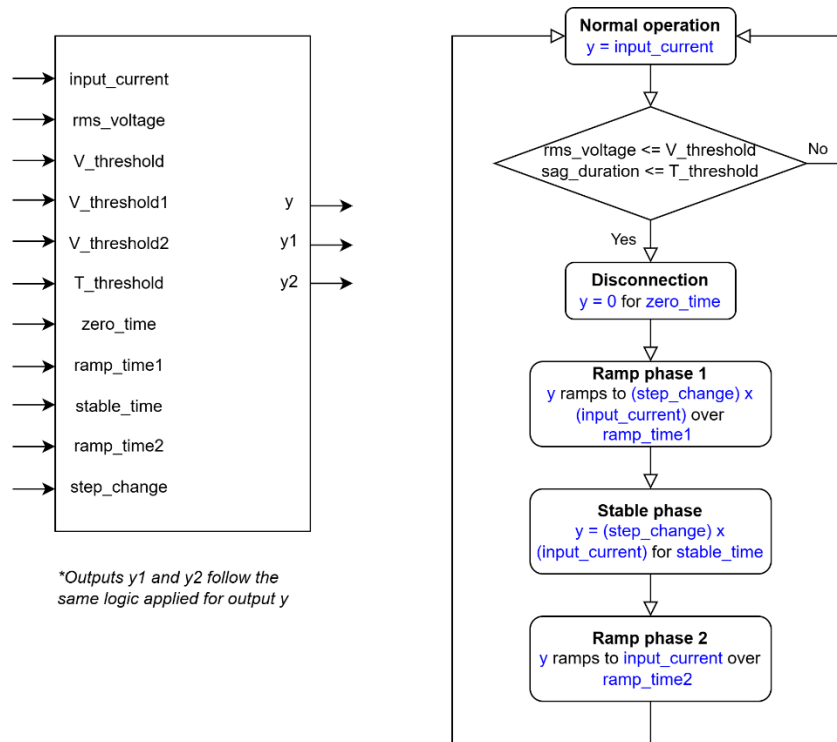 input_current
rms_voltage
V_threshold
V_threshold1
V_threshold2
T_threshold
zero_time
ramp_time1
stable_time
ramp_time2
step_change
y
y1
y2
*Outputs y1 and y2 follow the
same logic applied for output y
Normal operation
y = input_current
rms_voltage <= V_threshold
sag_duration <= T_threshold
No
Yes
Disconnection
y = 0 for zero_time
Ramp phase 1
y ramps to (step_change) x
(input_current) over
ramp_time1
Stable phase
y = (step_change) x
(input_current) for stable_time
Ramp phase 2
y ramps to input_current over
ramp_time2